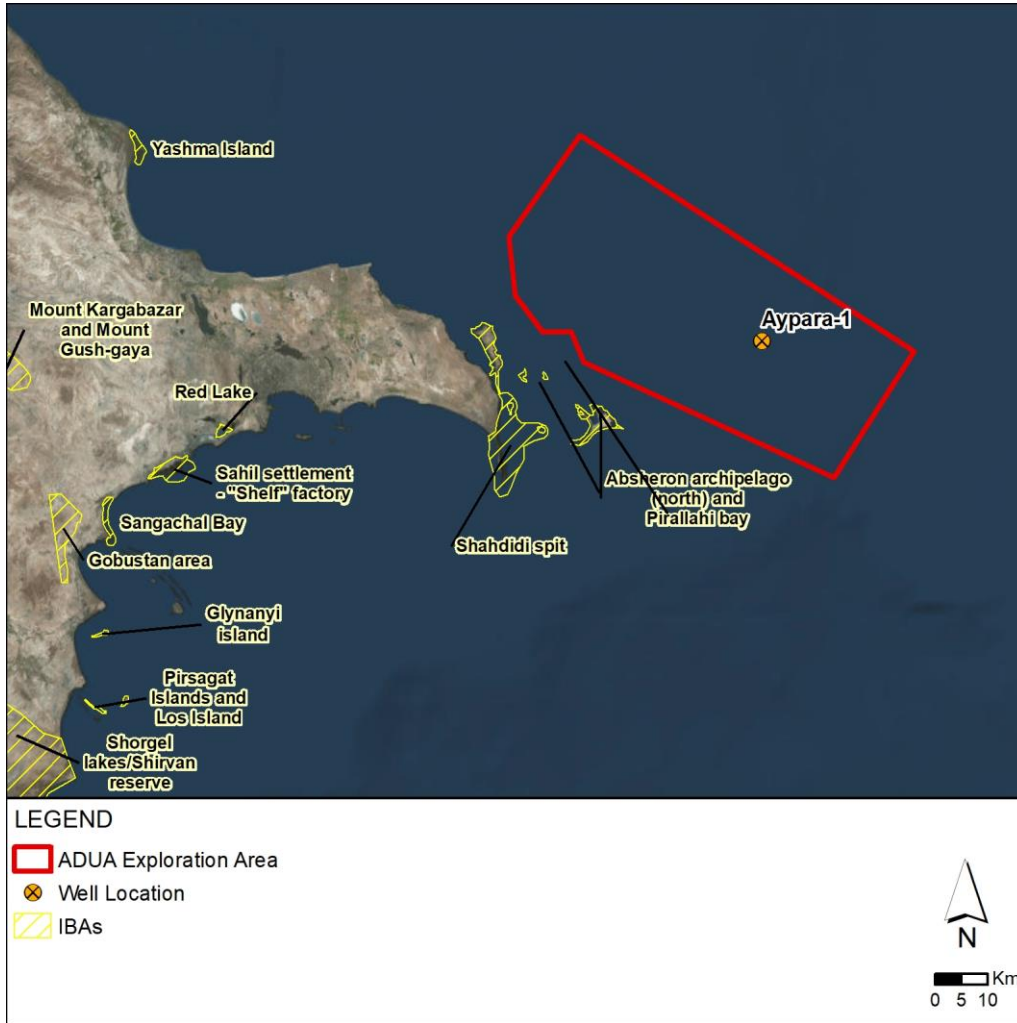 Yashma Island
Mount Kargabazar
and Mount
Gush-gaya
Aypara-1
Red Lake
Sahil settlement
- "Shelf" factory
Absheron archipelago
(north) and
Pirallahi bay
Sangachal Bay
Shahdidi spit
Gobustan area
Glynanyi
island
Pirsagat
Islands and
Los Island
Shorgel
lakes/Shirvan
reserve
LEGEND
ADUA Exploration Area
Well Location
IBAs
N
Km
0 5 10